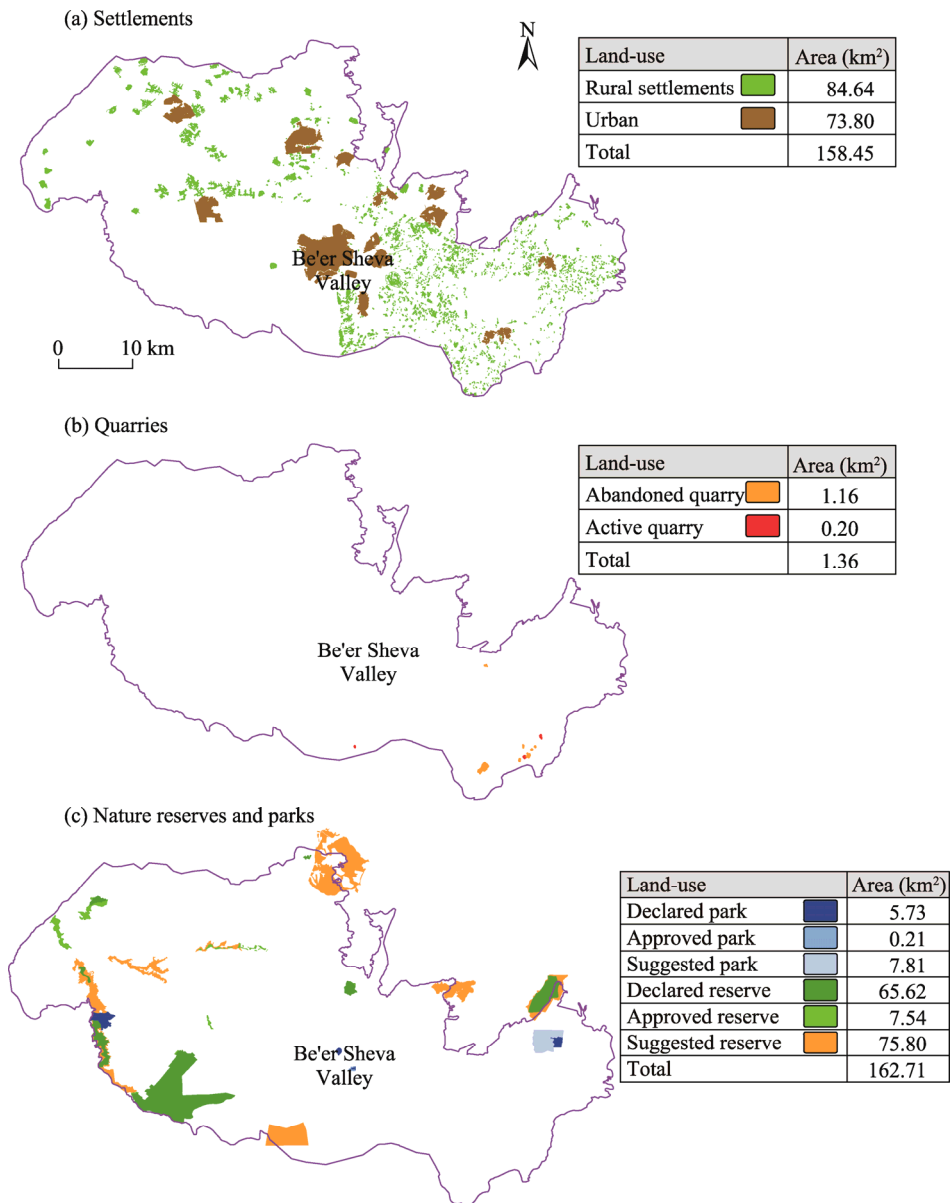 (a) Settlements
N
Land-use Area (km²)
Rural settlements 84.64
Urban 73.80
Total 158.45
Be'er Sheva
Valley
0 10 km
(b) Quarries
Land-use Area (km²)
Abandoned quarry 1.16
Active quarry 0.20
Total 1.36
Be'er Sheva
Valley
(c) Nature reserves and parks
Land-use Area (km²)
Declared park 5.73
Approved park 0.21
Suggested park 7.81
Declared reserve 65.62
Approved reserve 7.54
Suggested reserve 75.80
Total 162.71
Be'er Sheva
Valley